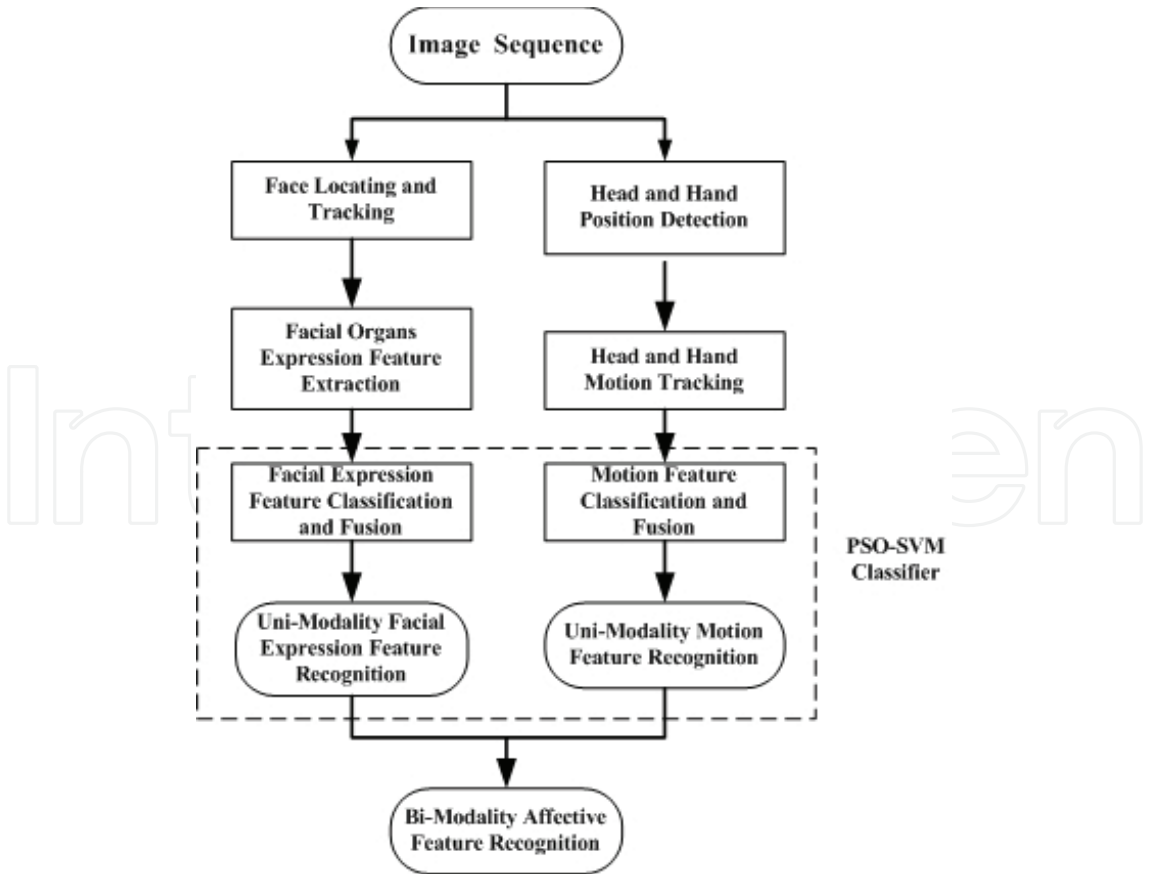 Image Sequence
Face Locating and
Tracking
Head and Hand
Position Detection
Facial Organs
Expression Feature
Extraction
Head and Hand
Motion Tracking
Facial Expression
Feature Classification
and Fusion
Motion Feature
Classification and
Fusion
PSO-SVM
Classifier
Uni-Modality Facial
Expression Feature
Recognition
Uni-Modality Motion
Feature Recognition
Bi-Modality Affective
Feature Recognition